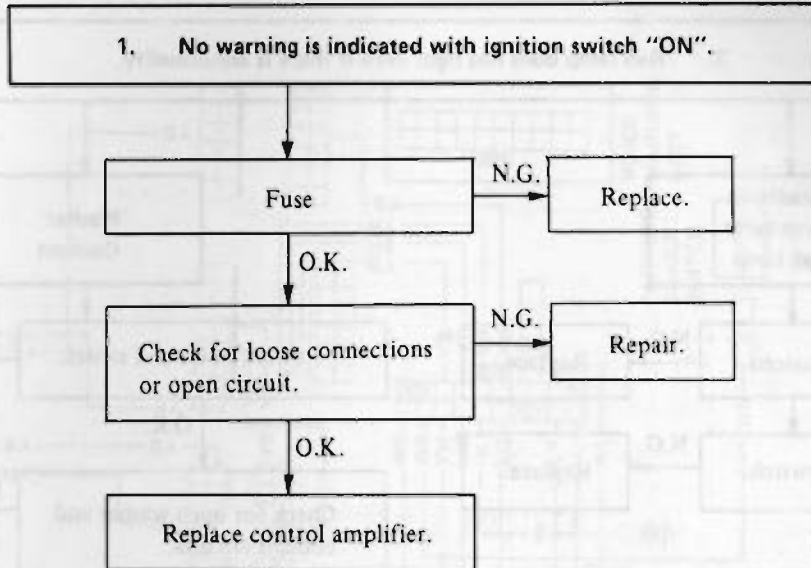 1. No warning is indicated with ignition switch "ON".
Fuse
N.G.
Replace.
O.K.
Check for loose connections
or open circuit.
N.G.
Repair.
O.K.
Replace control amplifier.